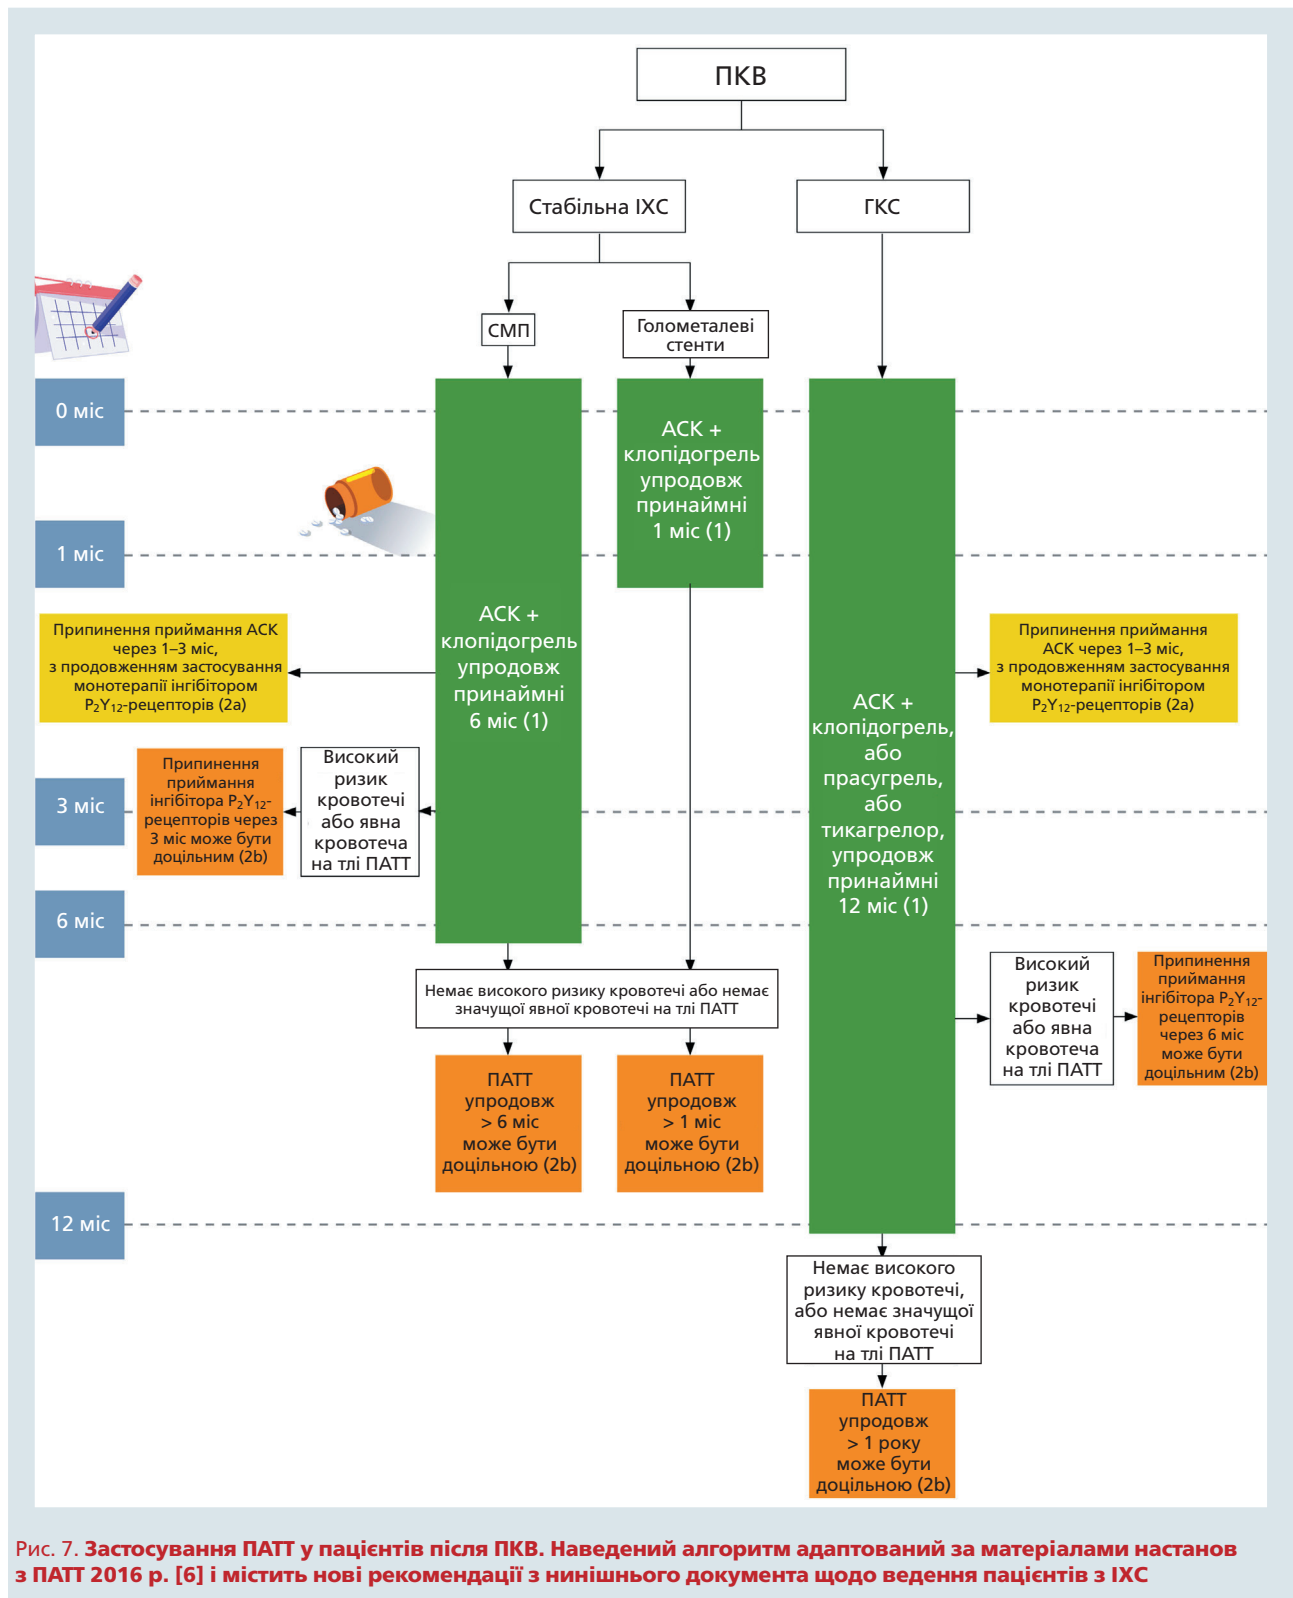 ПКВ
Стабільна ІХС
ГКС
СМП
Голометалеві
стенти
0 міс
АСК +
клопідогрель
упродовж
принаймні
1 міс (1)
1 міс
АСК +
клопідогрель
упродовж
принаймні
6 міс (1)
Припинення приймання АСК
через 1–3 міс,
з продовженням застосування
монотерапії інгібітором
P₂Y₁₂-рецепторів (2a)
Припинення приймання
АСК через 1–3 міс,
з продовженням застосування
монотерапії інгібітором
P₂Y₁₂-рецепторів (2a)
АСК +
клопідогрель,
або
прасугрель,
або
тикагрелор,
упродовж
принаймні
12 міс (1)
3 міс
Припинення
приймання
інгібітора P₂Y₁₂-
рецепторів через
3 міс може бути
доцільним (2b)
Високий
ризик
кровотечі
або явна
кровотеча
на тлі ПАТТ
6 міс
Немає високого ризику кровотечі або немає
значущої явної кровотечі на тлі ПАТТ
Високий
ризик
кровотечі
або явна
кровотеча
на тлі ПАТТ
Припинення
приймання
інгібітора P₂Y₁₂-
рецепторів
через 6 міс
може бути
доцільним (2b)
ПАТТ
упродовж
> 6 міс
може бути
доцільною (2b)
ПАТТ
упродовж
> 1 міс
може бути
доцільною (2b)
12 міс
Немає високого
ризику кровотечі,
або немає значущої
явної кровотечі
на тлі ПАТТ
ПАТТ
упродовж
> 1 року
може бути
доцільною (2b)
Рис. 7. Застосування ПАТТ у пацієнтів після ПКВ. Наведений алгоритм адаптований за матеріалами настанов
з ПАТТ 2016 р. [6] і містить нові рекомендації з нинішнього документа щодо ведення пацієнтів з ІХС